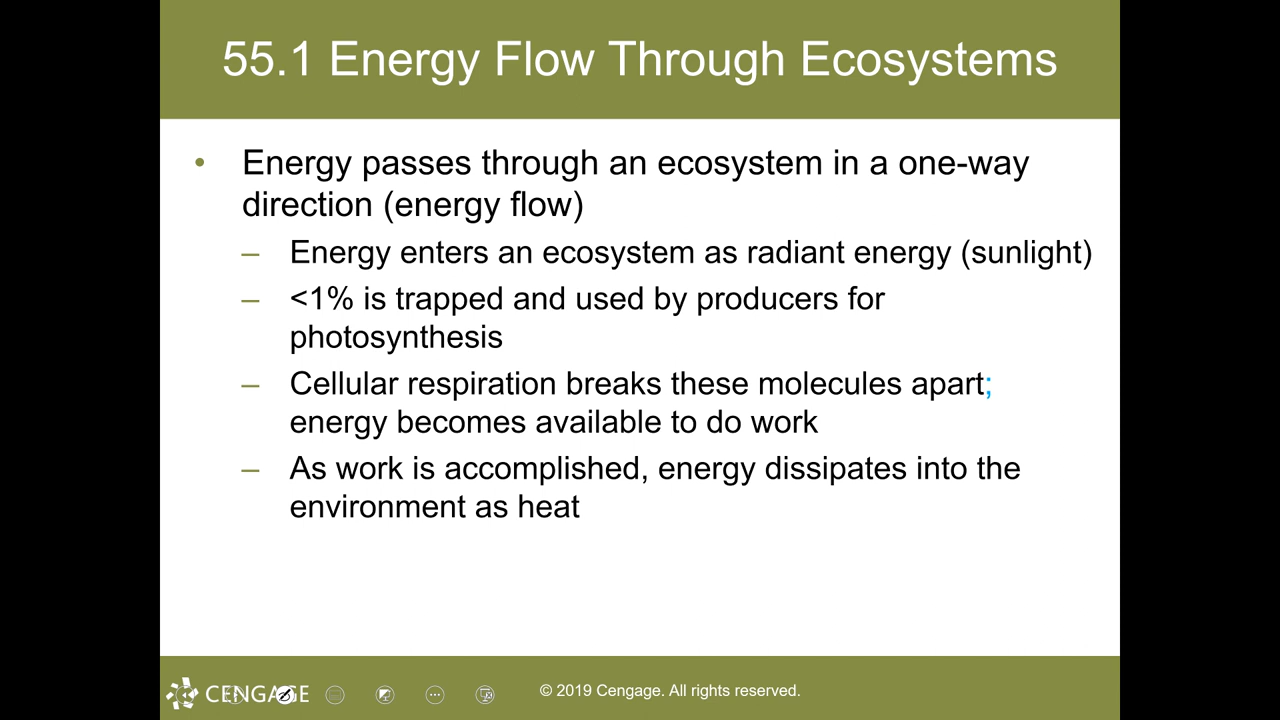 55.1 Energy Flow Through Ecosystems
• Energy passes through an ecosystem in a one-way
direction (energy flow)
– Energy enters an ecosystem as radiant energy (sunlight)
– <1% is trapped and used by producers for
photosynthesis
– Cellular respiration breaks these molecules apart;
energy becomes available to do work
– As work is accomplished, energy dissipates into the
environment as heat
CENGAGE
© 2019 Cengage. All rights reserved.